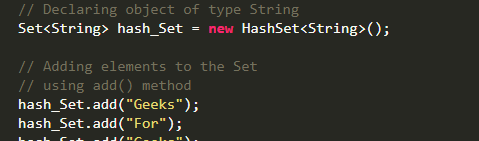 // Declaring object of type String
Set<String> hash_Set = new HashSet<String>();
// Adding elements to the Set
// using add() method
hash_Set.add("Geeks");
hash_Set.add("For");